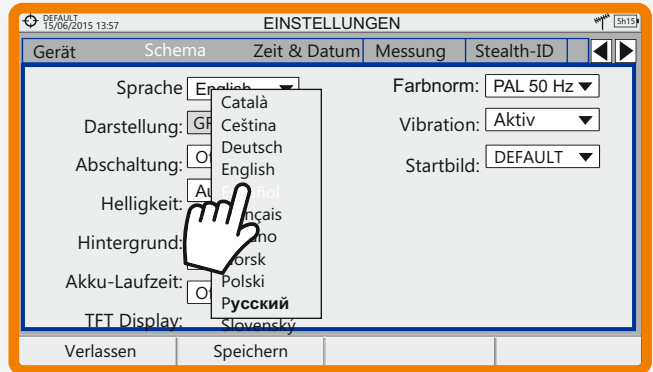 DEFAULT
15/06/2015 13:57
EINSTELLUNGEN
5h15
Gerät Schema Zeit & Datum Messung Stealth-ID
Sprache English
Farbnorm: PAL 50 Hz
Darstellung:
Vibration: Aktiv
Abschaltung:
Startbild: DEFAULT
Helligkeit:
Hintergrund:
Akku-Laufzeit:
TFT Display:
Català
Ceština
Deutsch
English
Español
Polski
Русский
Slovenský
Verlassen Speichern